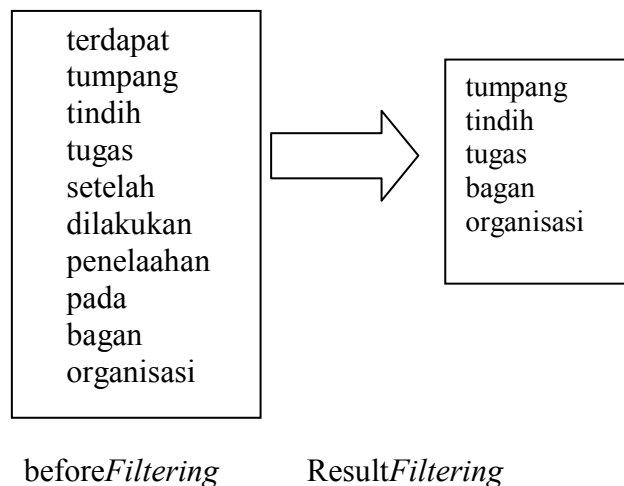 terdapat
tumpang
tindih
tugas
setelah
dilakukan
penelaahan
pada
bagan
organisasi
tumpang
tindih
tugas
bagan
organisasi
beforeFiltering
ResultFiltering